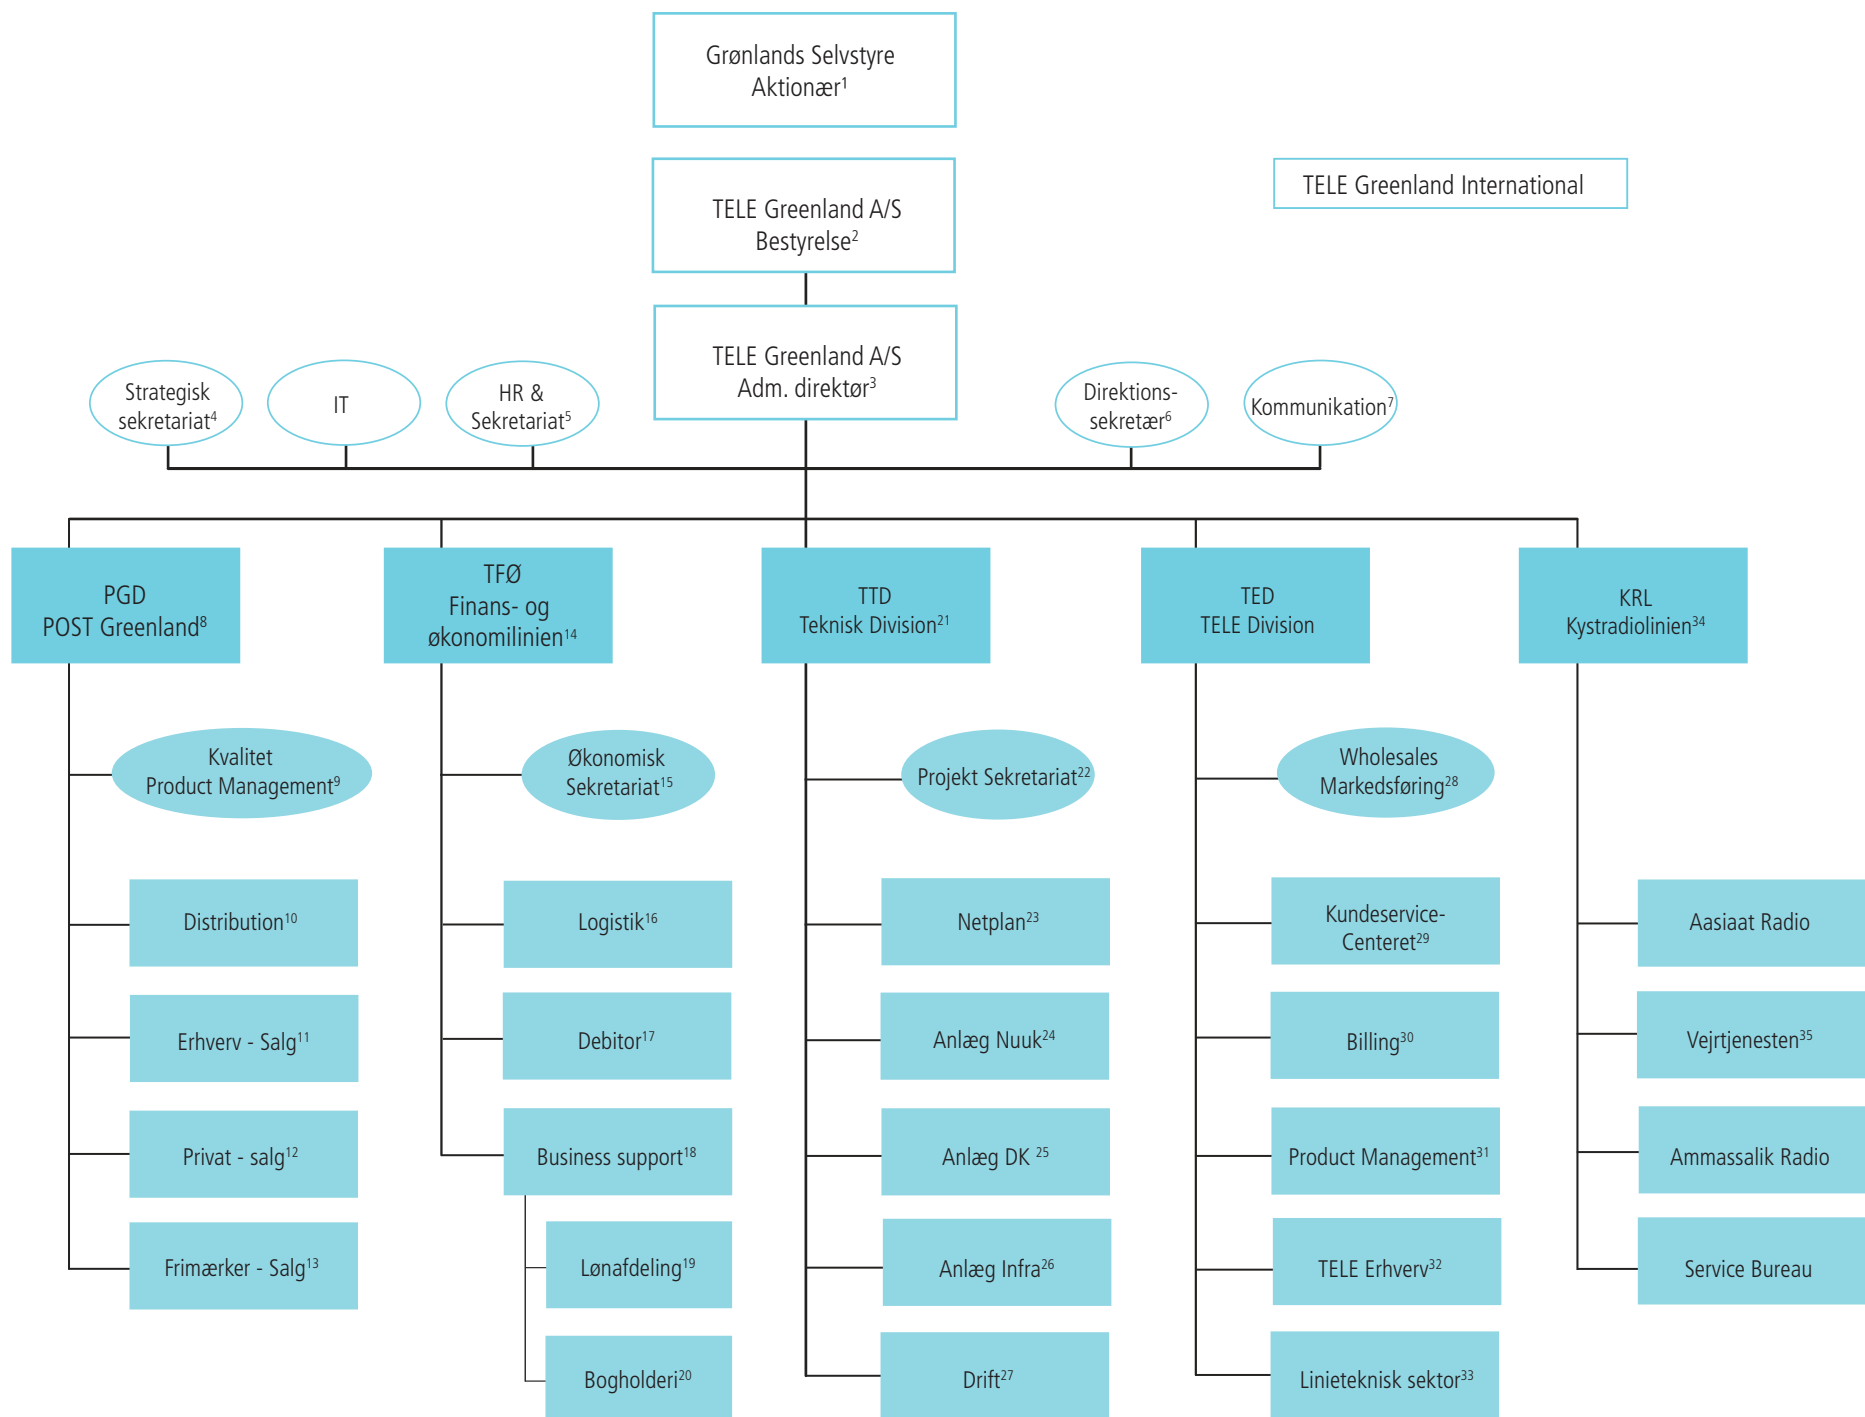 Grønlands Selvstyre
Aktionær¹
TELE Greenland A/S
Bestyrelse²
TELE Greenland International
TELE Greenland A/S
Adm. direktør³
Strategisk
sekretariat⁴
IT
HR &
Sekretariat⁵
Direktions-
sekretær⁶
Kommunikation⁷
PGD
POST Greenland⁸
TFØ
Finans- og
økonomilinien¹⁴
TTD
Teknisk Division²¹
TED
TELE Division
KRL
Kystradiolinien³⁴
Kvalitet
Product Management⁹
Økonomisk
Sekretariat¹⁵
Projekt Sekretariat²²
Wholesales
Markedsføring²⁸
Distribution¹⁰
Logistik¹⁶
Netplan²³
Kundeservice-
Centeret²⁹
Aasiaat Radio
Erhverv - Salg¹¹
Debitor¹⁷
Anlæg Nuuk²⁴
Billing³⁰
Vejrtjenesten³⁵
Privat - salg¹²
Business support¹⁸
Anlæg DK ²⁵
Product Management³¹
Ammassalik Radio
Frimærker - Salg¹³
Lønafdeling¹⁹
Anlæg Infra²⁶
TELE Erhverv³²
Service Bureau
Bogholderi²⁰
Drift²⁷
Linieteknisk sektor³³